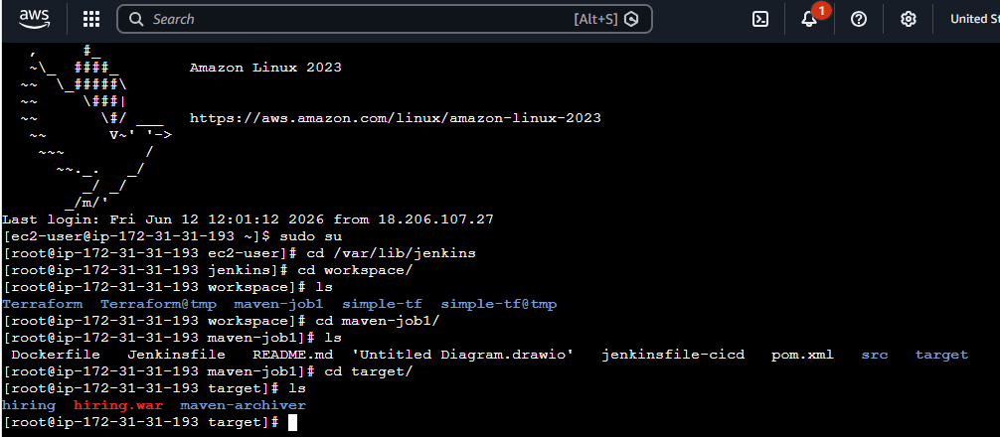 aws Search [Alt+S] 1 United St
   ,     #_
   ~\_  ####_        Amazon Linux 2023
  ~~  \_#####\
  ~~     \###|
  ~~       \#/ ___   https://aws.amazon.com/linux/amazon-linux-2023
   ~~       V~' '->
    ~~~         /
      ~~._.   _/
         _/ _/
       _/m/'
Last login: Fri Jun 12 12:01:12 2026 from 18.206.107.27
[ec2-user@ip-172-31-31-193 ~]$ sudo su
[root@ip-172-31-31-193 ec2-user]# cd /var/lib/jenkins
[root@ip-172-31-31-193 jenkins]# cd workspace/
[root@ip-172-31-31-193 workspace]# ls
Terraform  Terraform@tmp  maven-job1  simple-tf  simple-tf@tmp
[root@ip-172-31-31-193 workspace]# cd maven-job1/
[root@ip-172-31-31-193 maven-job1]# ls
 Dockerfile   Jenkinsfile   README.md  'Untitled Diagram.drawio'   jenkinsfile-cicd   pom.xml   src   target
[root@ip-172-31-31-193 maven-job1]# cd target/
[root@ip-172-31-31-193 target]# ls
hiring  hiring.war  maven-archiver
[root@ip-172-31-31-193 target]#